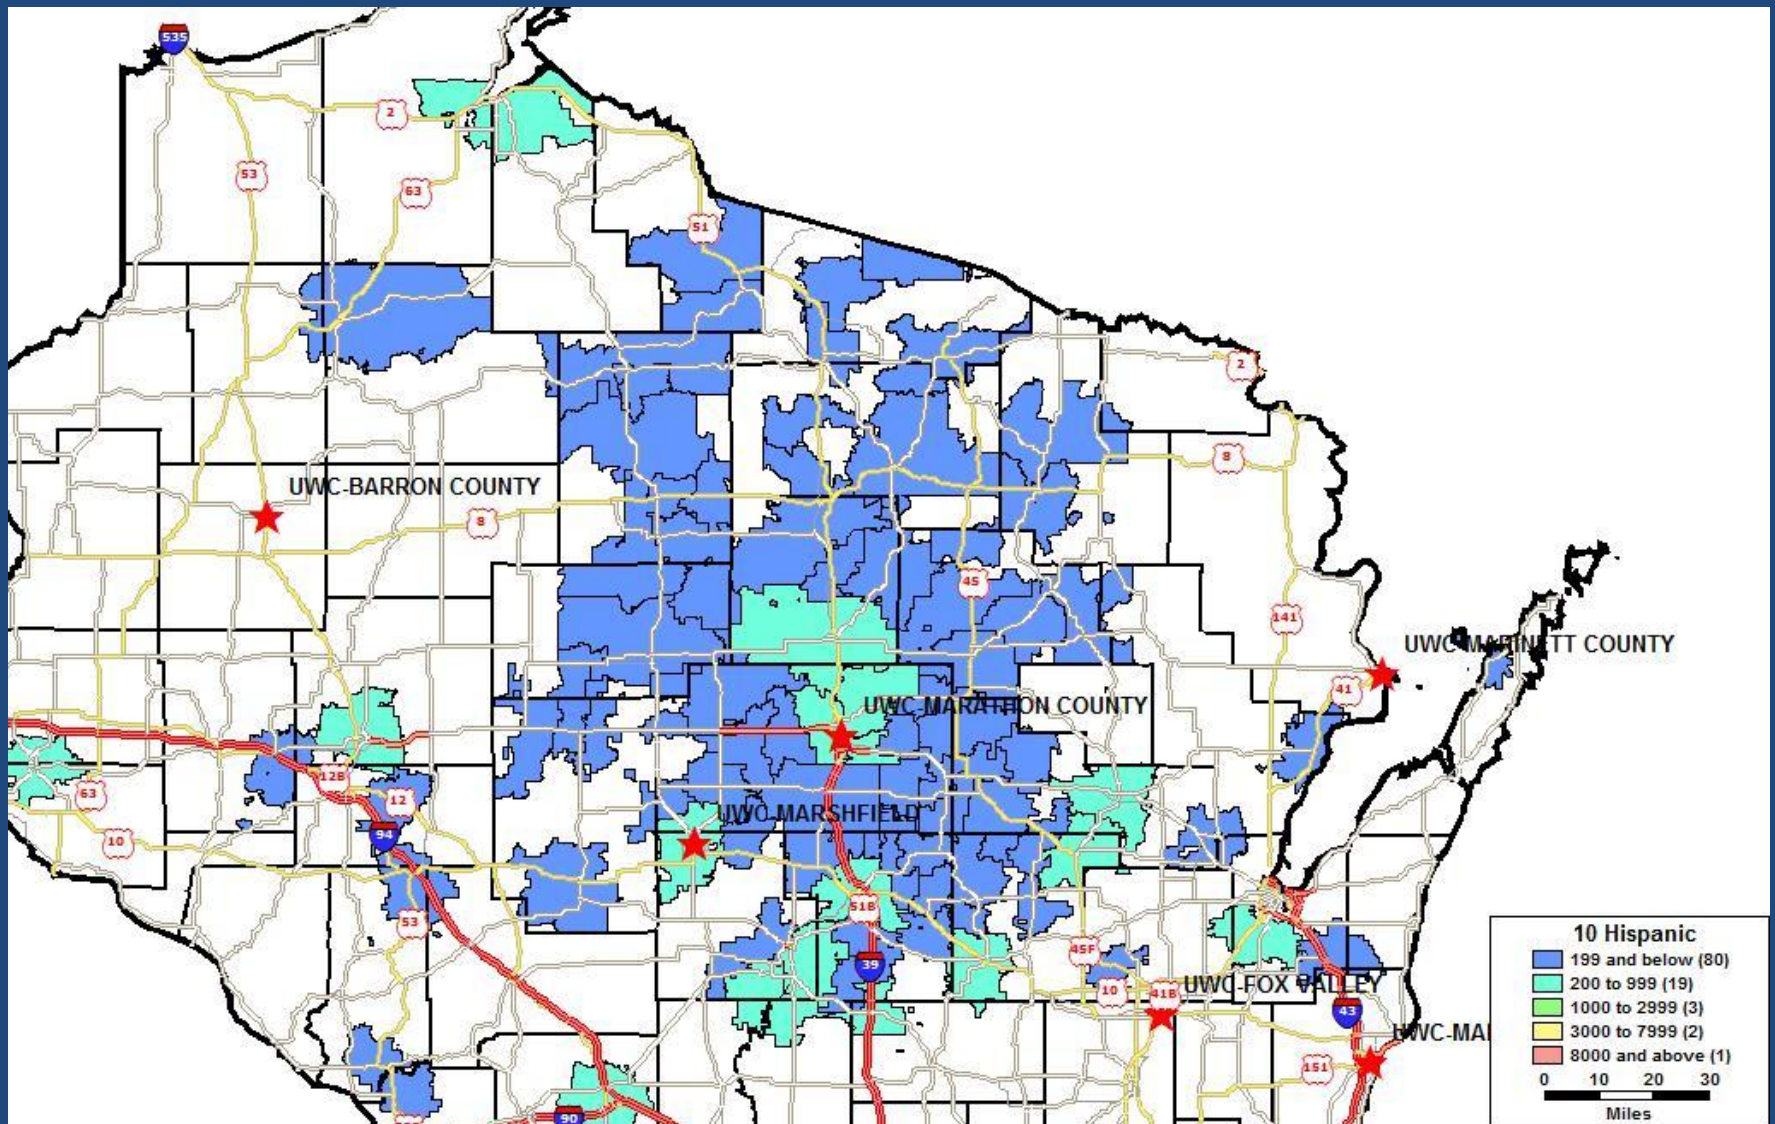 535
2
53
63
51
2
UWC-BARRON COUNTY
8
8
45
141
UWC-MARINETT COUNTY
41
UWC-MARATHON COUNTY
12B
63
12
UWC-MARSHFIELD
94
10
51B
53
45F
39
10
41B
UWC-FOX VALLEY
43
UWC-MA
151
90
10 Hispanic
199 and below (80)
200 to 999 (19)
1000 to 2999 (3)
3000 to 7999 (2)
8000 and above (1)
0 10 20 30
Miles